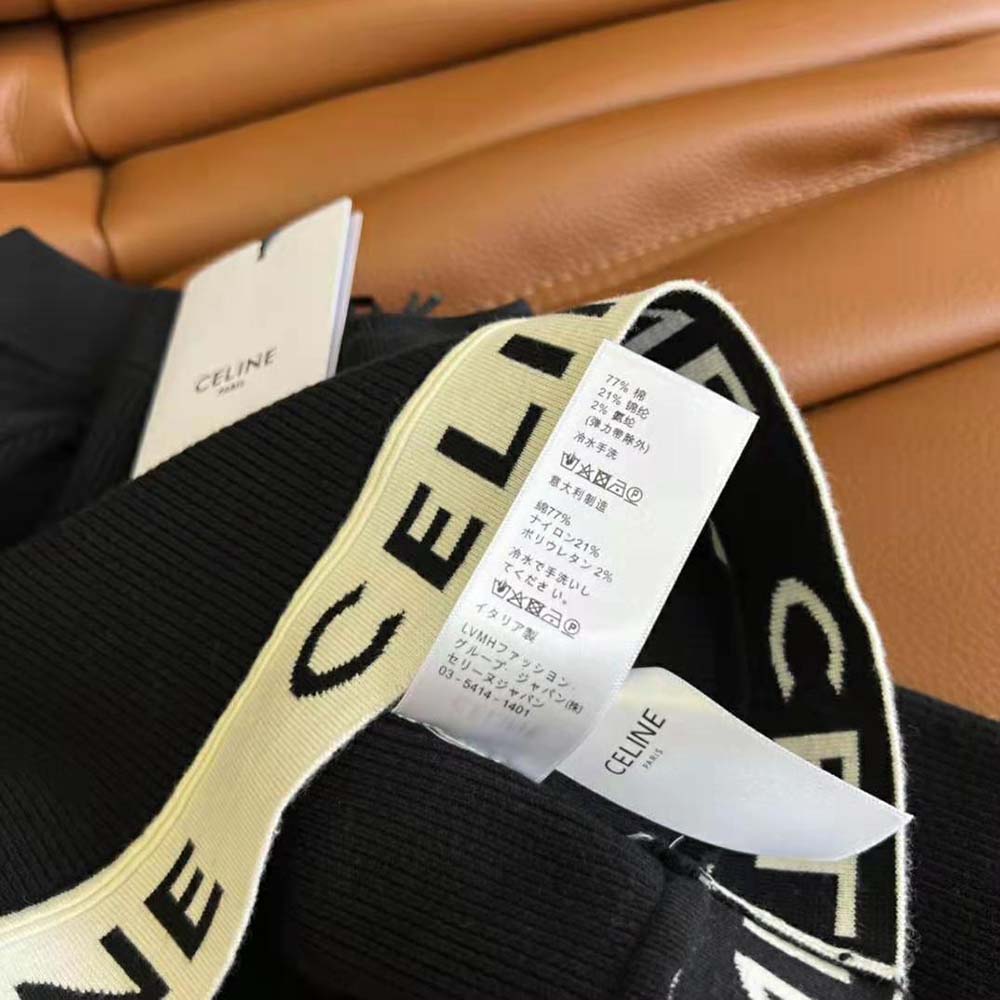 CELINE
PARIS
CELI
77% 棉
21% 锦纶
2% 氨纶
(弹力带除外)
冷水手洗
意大利制造
綿77%
ナイロン21%
ポリウレタン 2%
冷水で手洗いし
てください。
イタリア製
LVMHファッション.
グループ. ジャパン(株)
セリーヌジャパン
03-5414-1401
CELINE
PARIS
CE
NE